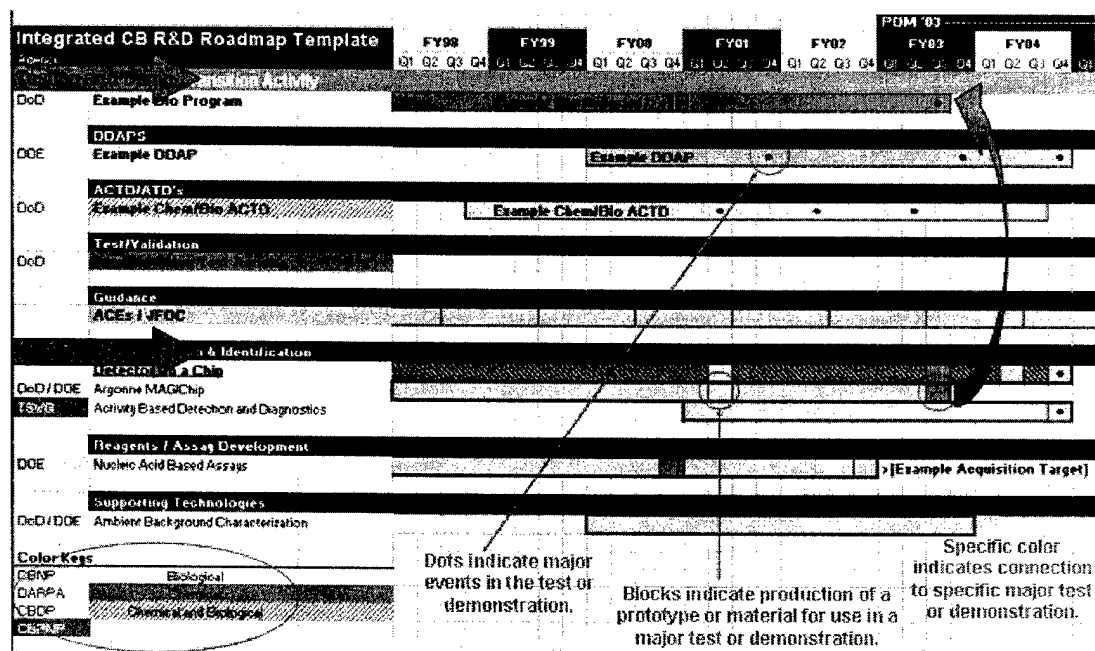 POM '03
Integrated CB R&D Roadmap Template
FY98 FY99 FY00 FY01 FY02 FY03 FY04
Q1 Q2 Q3 Q4 Q1 Q2 Q3 Q4 Q1 Q2 Q3 Q4 Q1 Q2 Q3 Q4 Q1 Q2 Q3 Q4 Q1 Q2 Q3 Q4 Q1 Q2 Q3 Q4 Q1
Activity
DoD Example Bio Program
DDAPS
DOE Example DDAP Example DDAP
ACTD/ATD's
DoD Example Chem/Bio ACTD Example Chem/Bio ACTD
Test/Validation
DoD
Guidance
ACEs / JFOC
& Identification
Detector on a Chip
DoD / DOE Argonne MAGIChip
TSWG Activity Based Detection and Diagnostics
Reagents / Assay Development
DOE Nucleic Acid Based Assays >[Example Acquisition Target]
Supporting Technologies
DoD / DOE Ambient Background Characterization
Color Keys
CBNP Biological
DARPA
CBDP Chemical and Biological
Dots indicate major
events in the test or
demonstration.
Blocks indicate production of a
prototype or material for use in a
major test or demonstration.
Specific color
indicates connection
to specific major test
or demonstration.